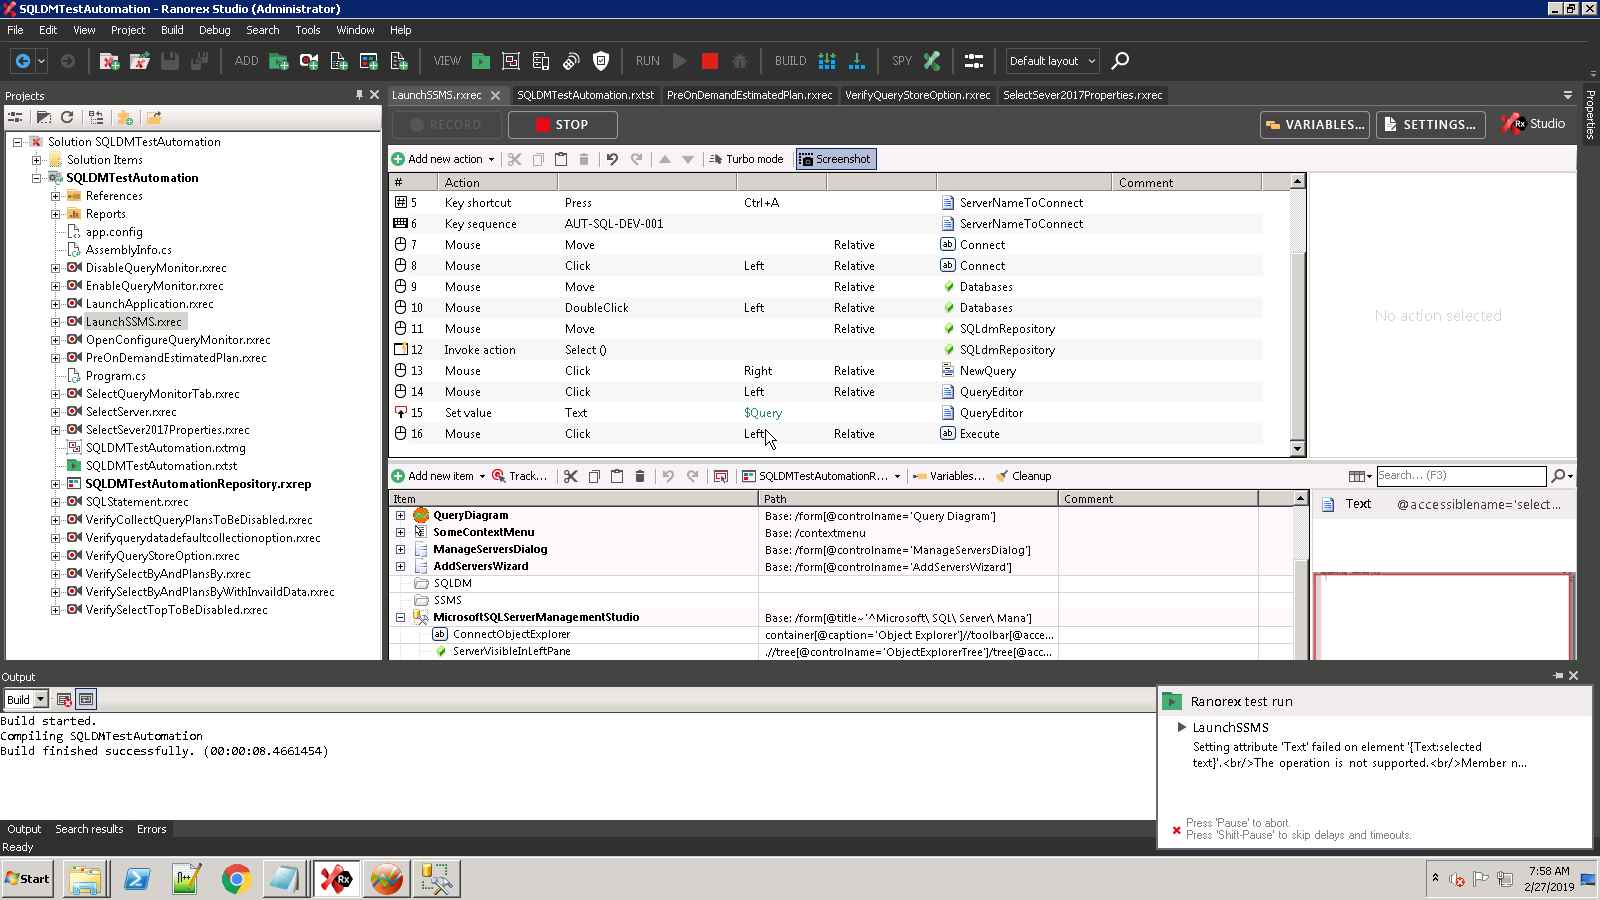 SQLDMTestAutomation - Ranorex Studio (Administrator)
File Edit View Project Build Debug Search Tools Window Help
ADD VIEW RUN BUILD SPY Default layout
Projects
LaunchSSMS.rxrec SQLDMTestAutomation.rxtst PreOnDemandEstimatedPlan.rxrec VerifyQueryStoreOption.rxrec SelectSever2017Properties.rxrec
Properties
RECORD STOP VARIABLES... SETTINGS... Rx Studio
Solution SQLDMTestAutomation
Solution Items
SQLDMTestAutomation
References
Reports
app.config
AssemblyInfo.cs
DisableQueryMonitor.rxrec
EnableQueryMonitor.rxrec
LaunchApplication.rxrec
LaunchSSMS.rxrec
OpenConfigureQueryMonitor.rxrec
PreOnDemandEstimatedPlan.rxrec
Program.cs
SelectQueryMonitorTab.rxrec
SelectServer.rxrec
SelectSever2017Properties.rxrec
SQLDMTestAutomation.rxtmg
SQLDMTestAutomation.rxtst
SQLDMTestAutomationRepository.rxrep
SQLStatement.rxrec
VerifyCollectQueryPlansToBeDisabled.rxrec
Verifyquerydatadefaultcollectionoption.rxrec
VerifyQueryStoreOption.rxrec
VerifySelectByAndPlansBy.rxrec
VerifySelectByAndPlansByWithInvaildData.rxrec
VerifySelectTopToBeDisabled.rxrec
Add new action Turbo mode Screenshot
# Action Comment
5 Key shortcut Press Ctrl+A ServerNameToConnect
6 Key sequence AUT-SQL-DEV-001 ServerNameToConnect
7 Mouse Move Relative ab Connect
8 Mouse Click Left Relative ab Connect
9 Mouse Move Relative Databases
10 Mouse DoubleClick Left Relative Databases
11 Mouse Move Relative SQLdmRepository
12 Invoke action Select () SQLdmRepository
13 Mouse Click Right Relative NewQuery
14 Mouse Click Left Relative QueryEditor
15 Set value Text $Query QueryEditor
16 Mouse Click Left Relative ab Execute
No action selected
Add new item Track... SQLDMTestAutomationR... Variables... Cleanup Search... (F3)
Item Path Comment
QueryDiagram Base: /form[@controlname='Query Diagram']
SomeContextMenu Base: /contextmenu
ManageServersDialog Base: /form[@controlname='ManageServersDialog']
AddServersWizard Base: /form[@controlname='AddServersWizard']
SQLDM
SSMS
MicrosoftSQLServerManagementStudio Base: /form[@title~'^Microsoft\ SQL\ Server\ Mana']
ab ConnectObjectExplorer container[@caption='Object Explorer']//toolbar[@acce...
ServerVisibleInLeftPane .//tree[@controlname='ObjectExplorerTree']/tree[@acc...
Text @accessiblename='select...
Output
Build
Build started.
Compiling SQLDMTestAutomation
Build finished successfully. (00:00:08.4661454)
Ranorex test run
LaunchSSMS
Setting attribute 'Text' failed on element '{Text:selected
text}'.<br/>The operation is not supported.<br/>Member n...
Press 'Pause' to abort.
Press 'Shift-Pause' to skip delays and timeouts.
Output Search results Errors
Ready
Start
Rx
7:58 AM
2/27/2019